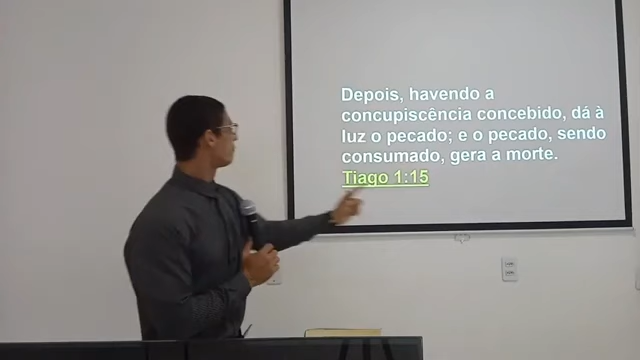 Depois, havendo a
concupiscência concebido, dá à
luz o pecado; e o pecado, sendo
consumado, gera a morte.
Tiago 1:15